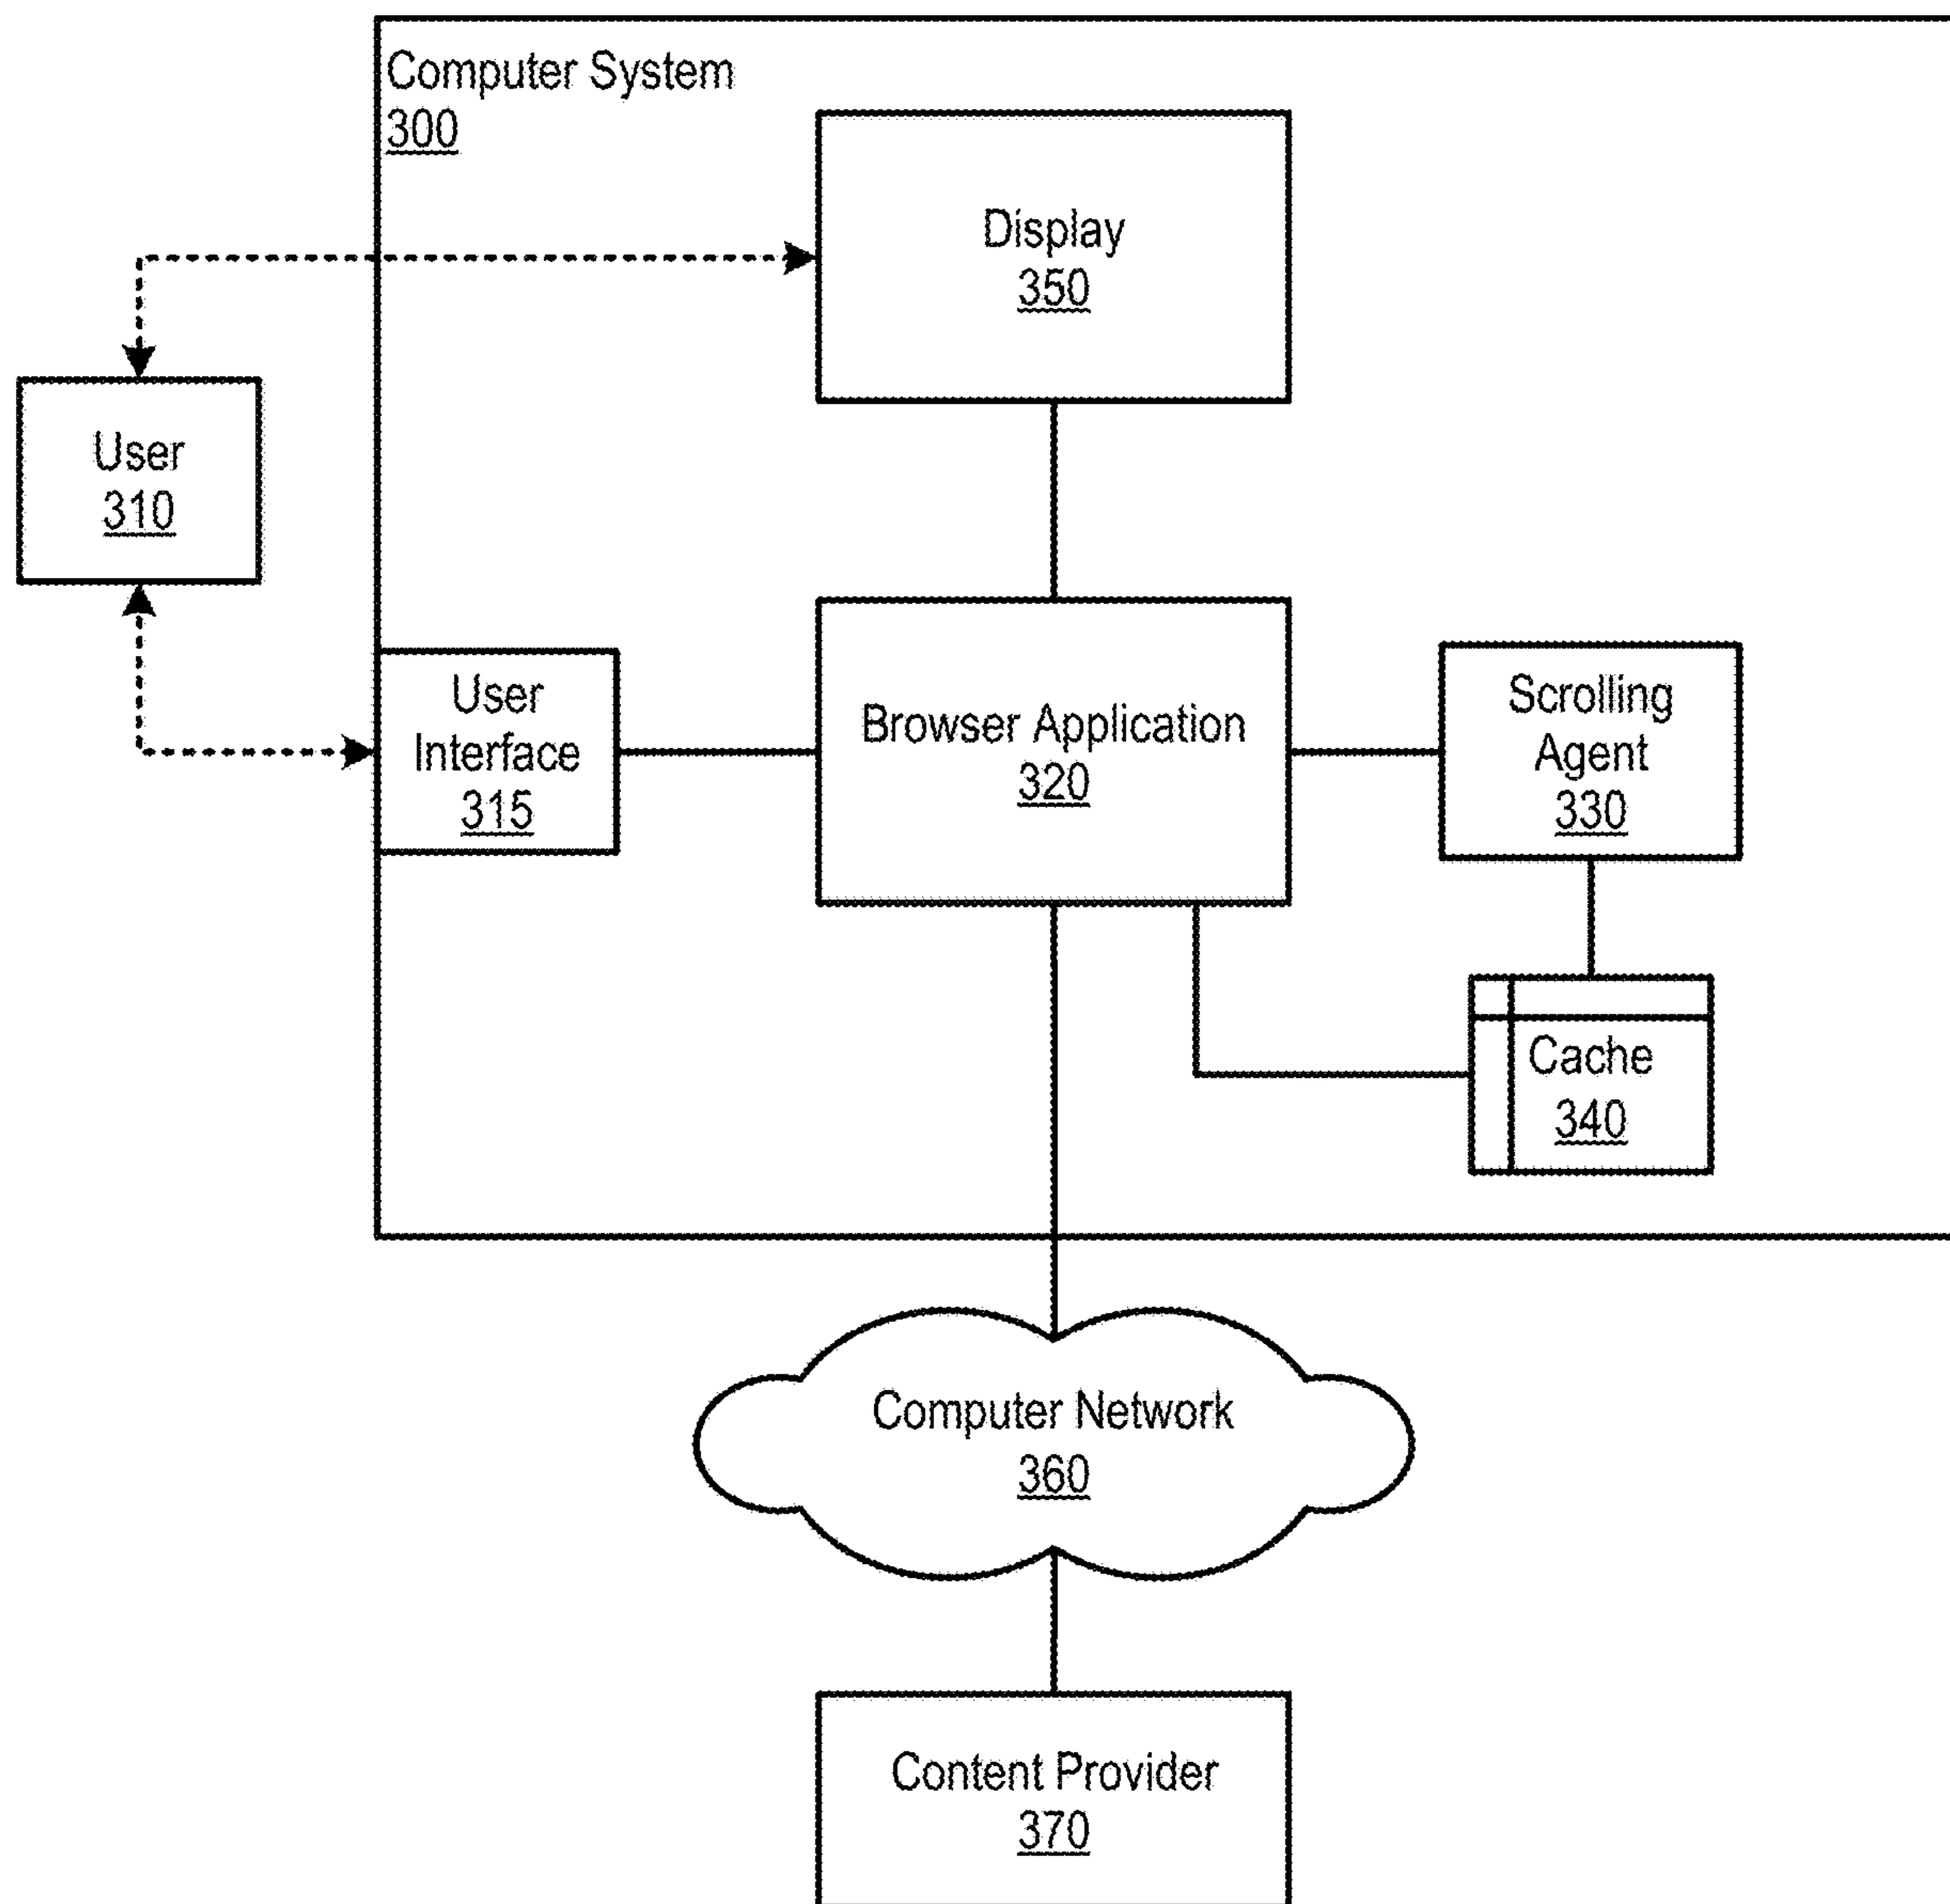 Computer System
300
Display
350
User
310
User
Interface
315
Browser Application
320
Scrolling
Agent
330
Cache
340
Computer Network
360
Content Provider
370